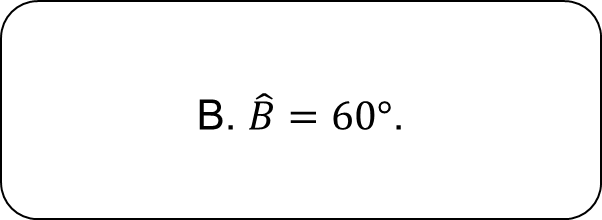 B. B̂ = 60°.